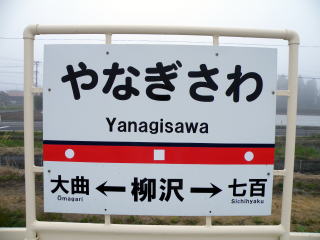 やなぎさわ
Yanagisawa
大曲 ← 柳沢 → 七百
Ōmagari Sichihyaku